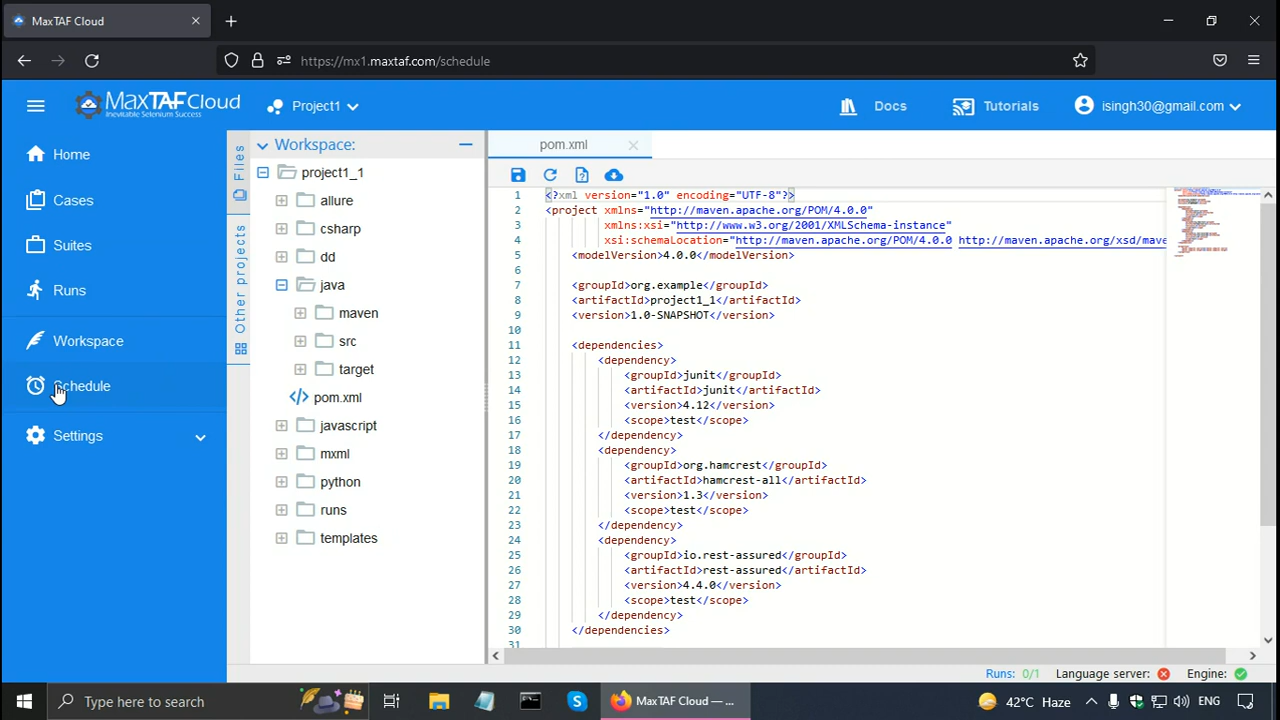 MaxTAF Cloud
https://mx1.maxtaf.com/schedule
MaxTAFCloud
Inevitable Selenium Success
Project1
Docs
Tutorials
isingh30@gmail.com
Home
Cases
Suites
Runs
Workspace
Schedule
Settings
Files
Other projects
Workspace:
project1_1
allure
csharp
dd
java
maven
src
target
pom.xml
javascript
mxml
python
runs
templates
pom.xml
1 <?xml version="1.0" encoding="UTF-8"?>
2 <project xmlns="http://maven.apache.org/POM/4.0.0"
3 xmlns:xsi="http://www.w3.org/2001/XMLSchema-instance"
4 xsi:schemaLocation="http://maven.apache.org/POM/4.0.0 http://maven.apache.org/xsd/mave
5 <modelVersion>4.0.0</modelVersion>
6
7 <groupId>org.example</groupId>
8 <artifactId>project1_1</artifactId>
9 <version>1.0-SNAPSHOT</version>
10
11 <dependencies>
12 <dependency>
13 <groupId>junit</groupId>
14 <artifactId>junit</artifactId>
15 <version>4.12</version>
16 <scope>test</scope>
17 </dependency>
18 <dependency>
19 <groupId>org.hamcrest</groupId>
20 <artifactId>hamcrest-all</artifactId>
21 <version>1.3</version>
22 <scope>test</scope>
23 </dependency>
24 <dependency>
25 <groupId>io.rest-assured</groupId>
26 <artifactId>rest-assured</artifactId>
27 <version>4.4.0</version>
28 <scope>test</scope>
29 </dependency>
30 </dependencies>
31
Runs: 0/1 Language server: Engine:
Type here to search
MaxTAF Cloud — ...
42°C Haze
ENG